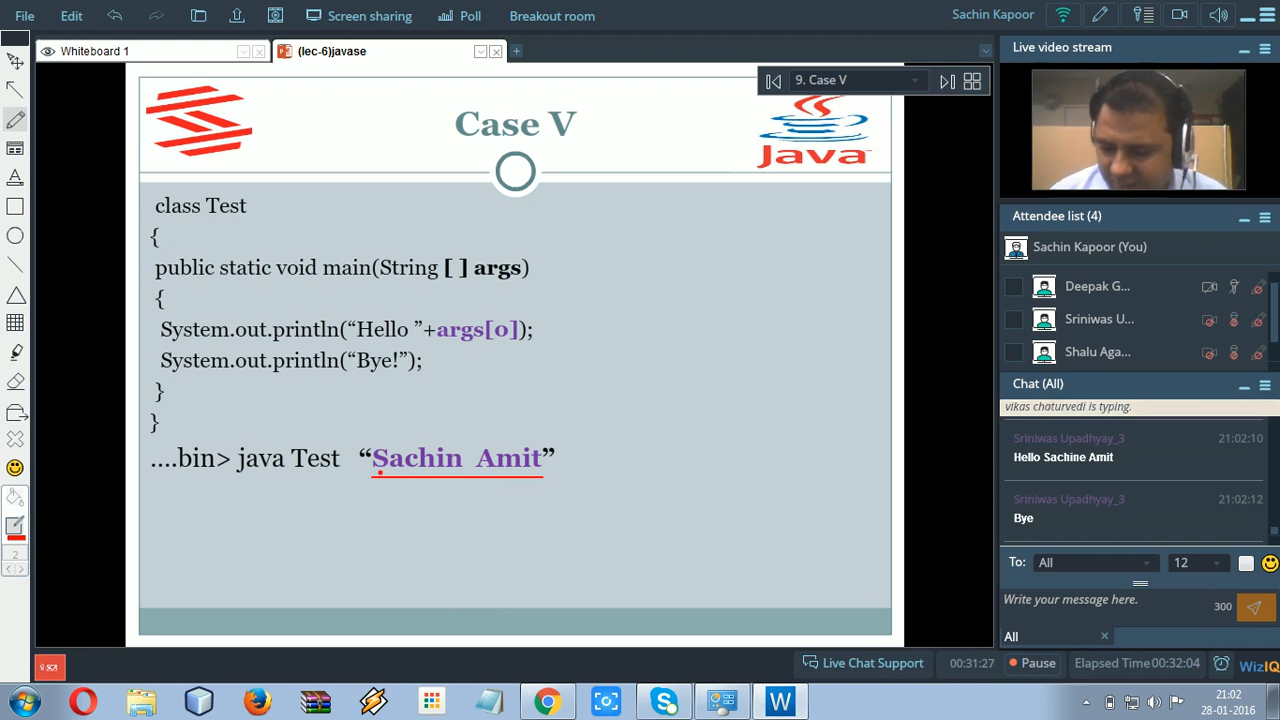 File Edit Screen sharing Poll Breakout room Sachin Kapoor
Whiteboard 1 (lec-6)javase
9. Case V
Live video stream
Case V
Java
class Test
{
public static void main(String [ ] args)
{
System.out.println(“Hello ”+args[0]);
System.out.println(“Bye!”);
}
}
....bin> java Test “Sachin Amit”
Attendee list (4)
Sachin Kapoor (You)
Deepak G...
Sriniwas U...
Shalu Aga...
Chat (All)
vikas chaturvedi is typing.
Sriniwas Upadhyay_3 21:02:10
Hello Sachine Amit
Sriniwas Upadhyay_3 21:02:12
Bye
To: All 12
Write your message here. 300
All
2
Live Chat Support 00:31:27 Pause Elapsed Time 00:32:04 WizIQ
W
21:02
28-01-2016